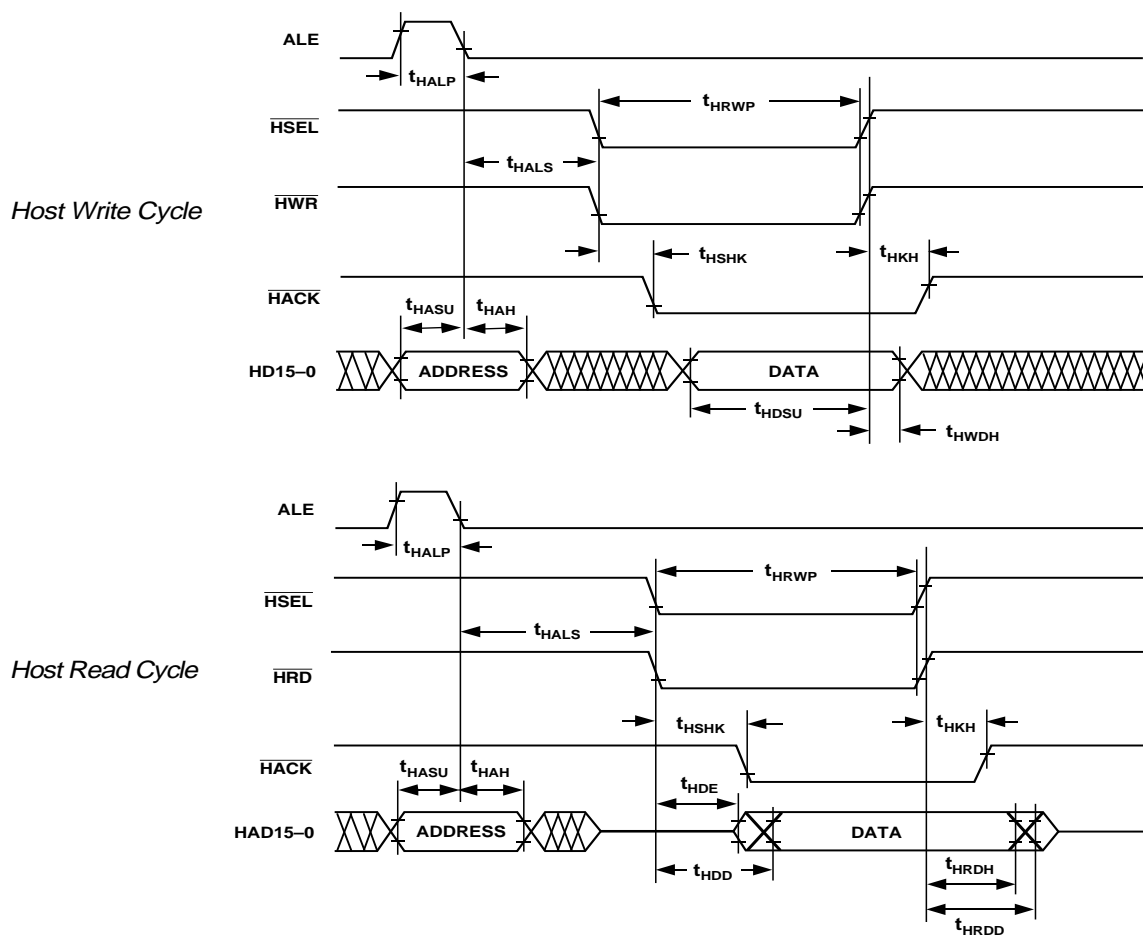 ALE
tHALP
tHRWP
HSEL
tHALS
Host Write Cycle
HWR
tHSHK
tHKH
HACK
tHASU
tHAH
HD15–0
ADDRESS
DATA
tHDSU
tHWDH
ALE
tHALP
tHRWP
HSEL
tHALS
Host Read Cycle
HRD
tHSHK
tHKH
HACK
tHASU
tHAH
tHDE
HAD15–0
ADDRESS
DATA
tHDD
tHRDH
tHRDD